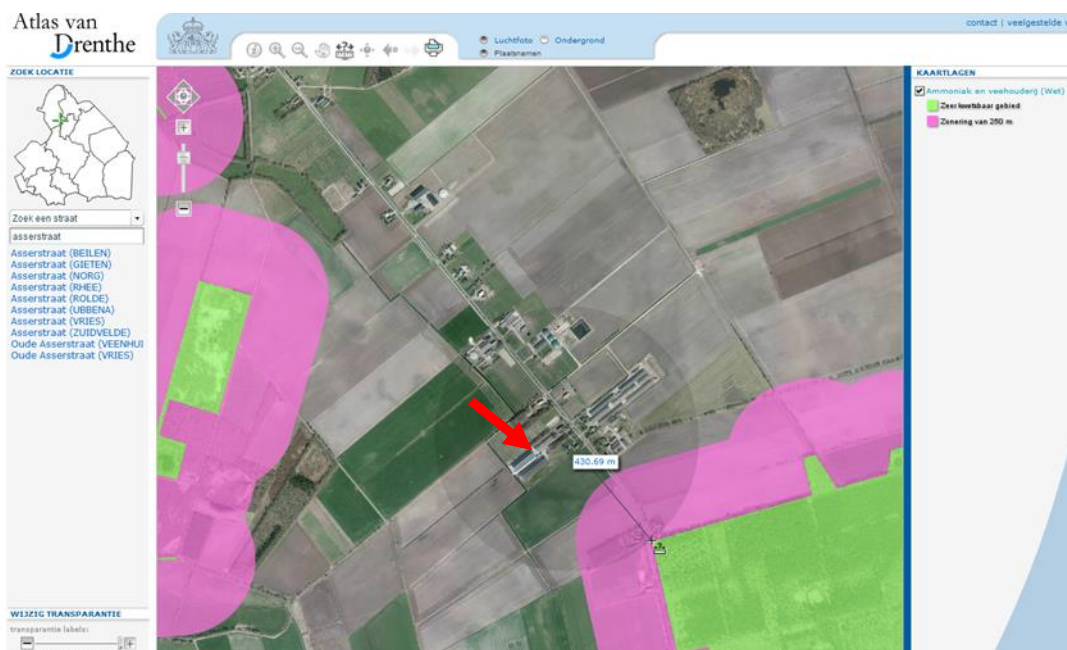 Atlas van
Drenthe
contact | veelgestelde v
Luchtfoto Ondergrond
Plaatsnamen
ZOEK LOCATIE
Zoek een straat
asserstraat
Asserstraat (BEILEN)
Asserstraat (GIETEN)
Asserstraat (NORG)
Asserstraat (RHEE)
Asserstraat (ROLDE)
Asserstraat (UBBENA)
Asserstraat (VRIES)
Asserstraat (ZUIDVELDE)
Oude Asserstraat (VEENHUI
Oude Asserstraat (VRIES)
WIJZIG TRANSPARANTIE
transparantie labels:
430.69 m
KAARTLAGEN
Ammoniak en veehouderij (Wet)
Zeer kwetsbaar gebied
Zonering van 250 m